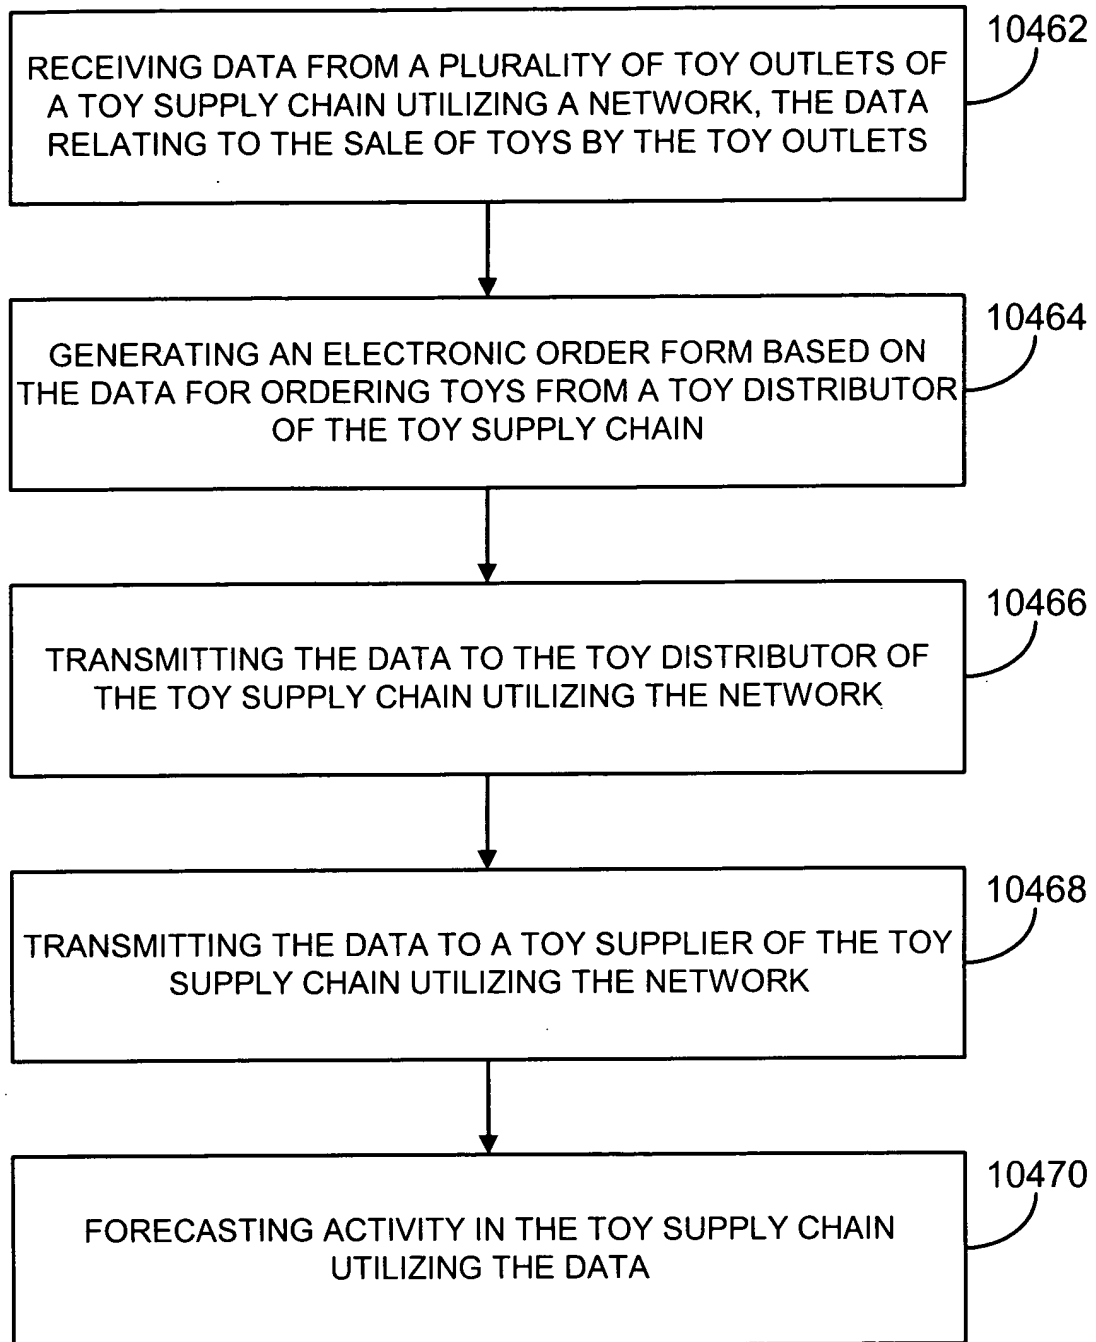 10462
RECEIVING DATA FROM A PLURALITY OF TOY OUTLETS OF
A TOY SUPPLY CHAIN UTILIZING A NETWORK, THE DATA
RELATING TO THE SALE OF TOYS BY THE TOY OUTLETS
10464
GENERATING AN ELECTRONIC ORDER FORM BASED ON
THE DATA FOR ORDERING TOYS FROM A TOY DISTRIBUTOR
OF THE TOY SUPPLY CHAIN
10466
TRANSMITTING THE DATA TO THE TOY DISTRIBUTOR OF
THE TOY SUPPLY CHAIN UTILIZING THE NETWORK
10468
TRANSMITTING THE DATA TO A TOY SUPPLIER OF THE TOY
SUPPLY CHAIN UTILIZING THE NETWORK
10470
FORECASTING ACTIVITY IN THE TOY SUPPLY CHAIN
UTILIZING THE DATA